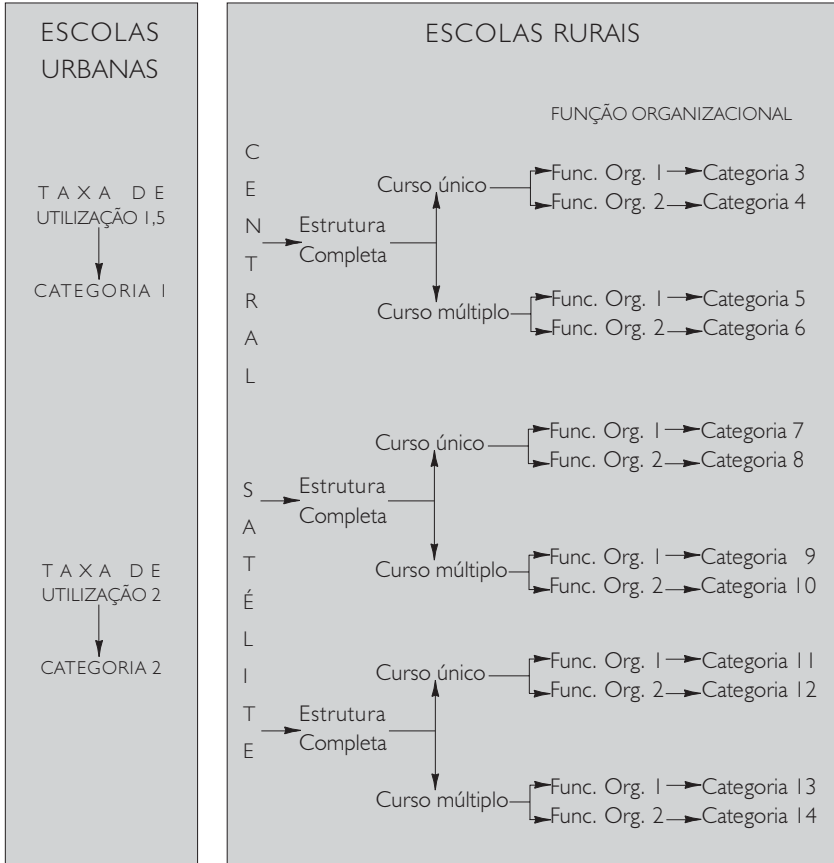 ESCOLAS
URBANAS
TAXA DE
UTILIZAÇÃO 1,5
CATEGORIA 1
TAXA DE
UTILIZAÇÃO 2
CATEGORIA 2
ESCOLAS RURAIS
FUNÇÃO ORGANIZACIONAL
CENTRAL
Estrutura
Completa
Curso único
Func. Org. 1 Categoria 3
Func. Org. 2 Categoria 4
Curso múltiplo
Func. Org. 1 Categoria 5
Func. Org. 2 Categoria 6
SATÉLITE
Estrutura
Completa
Curso único
Func. Org. 1 Categoria 7
Func. Org. 2 Categoria 8
Curso múltiplo
Func. Org. 1 Categoria 9
Func. Org. 2 Categoria 10
Estrutura
Completa
Curso único
Func. Org. 1 Categoria 11
Func. Org. 2 Categoria 12
Curso múltiplo
Func. Org. 1 Categoria 13
Func. Org. 2 Categoria 14